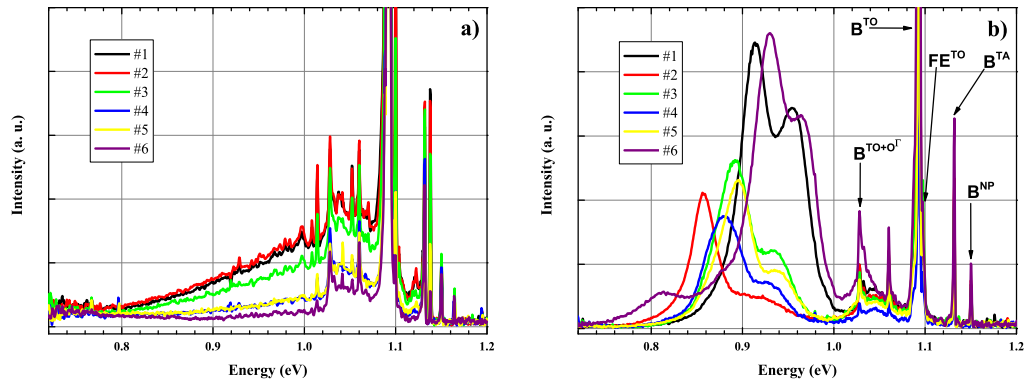 a)
#1
#2
#3
#4
#5
#6
Intensity (a. u.)
0.8
0.9
1.0
1.1
1.2
Energy (eV)
b)
#1
#2
#3
#4
#5
#6
B^TO
FE^TO
B^TA
B^TO+O^Γ
B^NP
Intensity (a. u.)
0.8
0.9
1.0
1.1
1.2
Energy (eV)